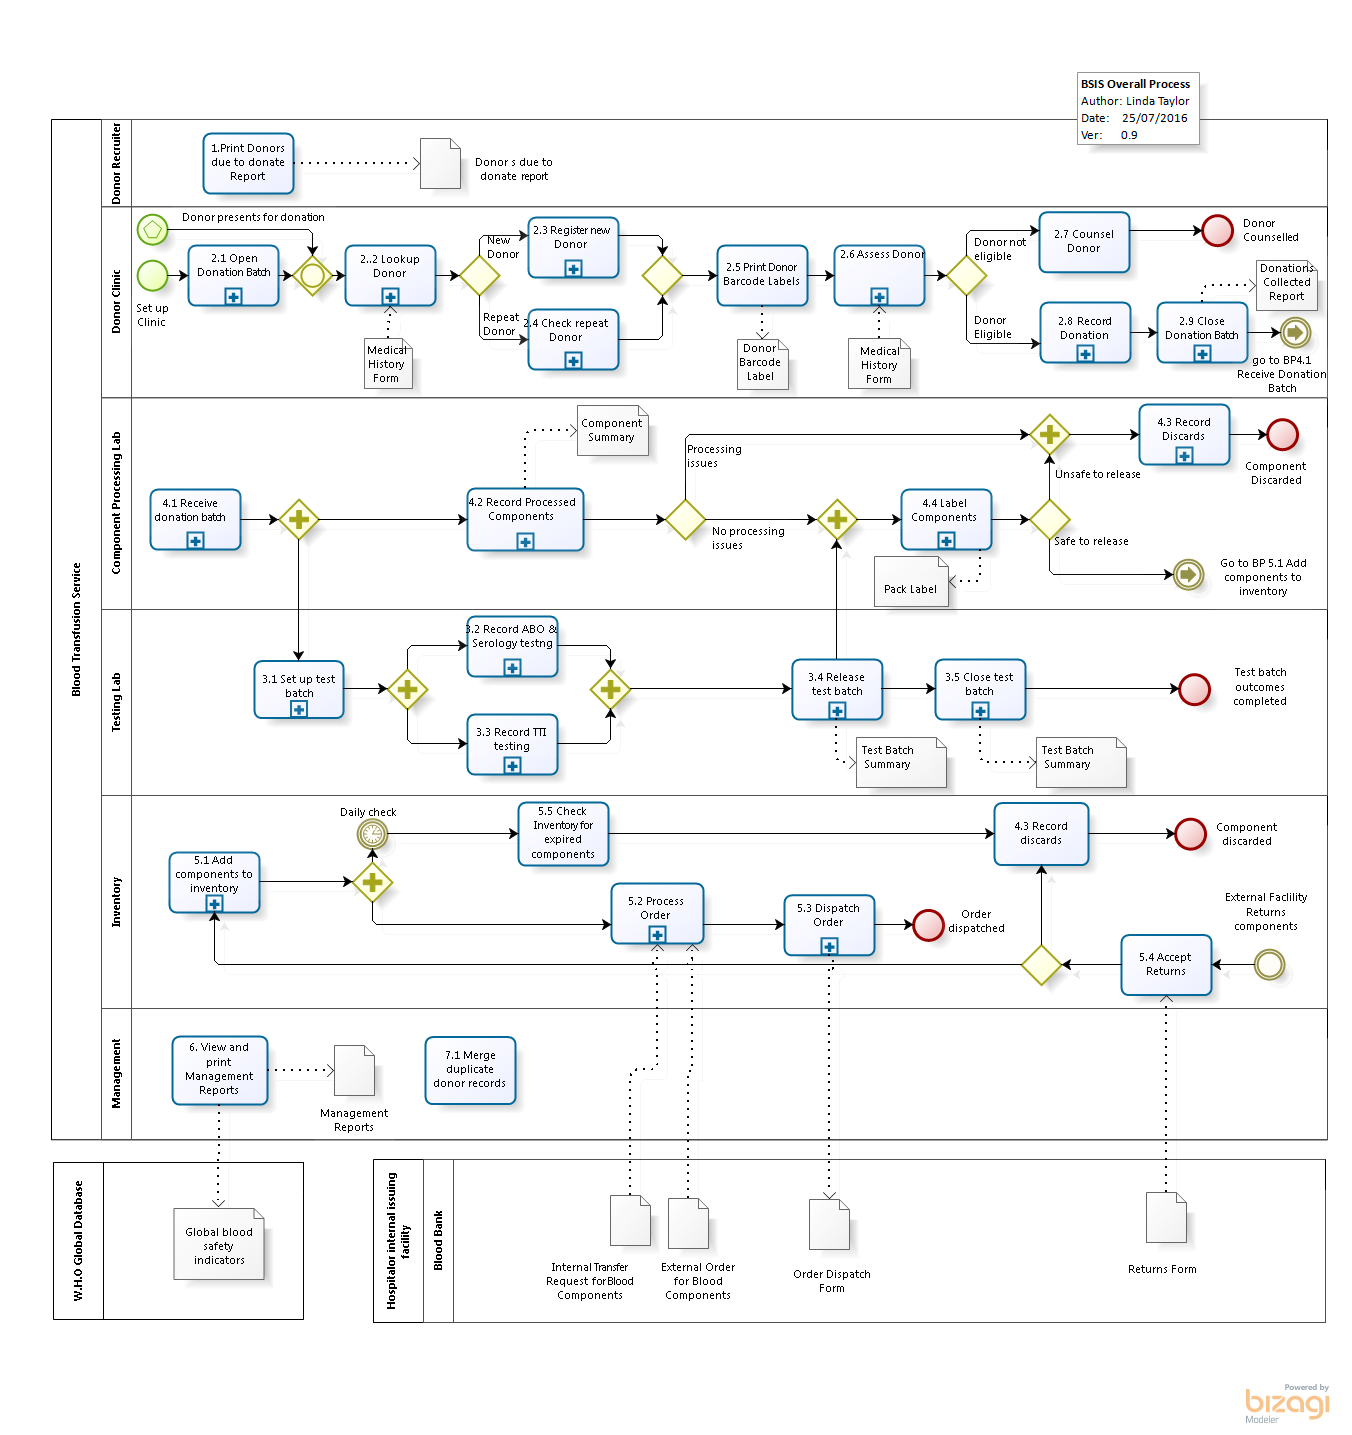 BSIS Overall Process
Author: Linda Taylor
Date: 25/07/2016
Ver: 0.9
Blood Transfusion Service
Donor Recruiter
1.Print Donors
due to donate
Report
Donor s due to
donate report
Donor Clinic
Donor presents for donation
Set up
Clinic
2.1 Open
Donation Batch
2..2 Lookup
Donor
Medical
History
Form
New
Donor
Repeat
Donor
2.3 Register new
Donor
2.4 Check repeat
Donor
2.5 Print Donor
Barcode Labels
Donor
Barcode
Label
2.6 Assess Donor
Medical
History
Form
Donor not
eligible
Donor
Eligible
2.7 Counsel
Donor
Donor
Counselled
2.8 Record
Donation
2.9 Close
Donation Batch
Donations
Collected
Report
go to BP4.1
Receive Donation
Batch
Component Processing Lab
4.1 Receive
donation batch
4.2 Record Processed
Components
Component
Summary
Processing
issues
No processing
issues
4.4 Label
Components
Pack Label
Unsafe to release
Safe to release
4.3 Record
Discards
Component
Discarded
Go to BP 5.1 Add
components to
inventory
Testing Lab
3.1 Set up test
batch
3.2 Record ABO &
Serology testng
3.3 Record TTI
testing
3.4 Release
test batch
Test Batch
Summary
3.5 Close test
batch
Test Batch
Summary
Test batch
outcomes
completed
Inventory
Daily check
5.1 Add
components to
inventory
5.5 Check
Inventory for
expired
components
5.2 Process
Order
5.3 Dispatch
Order
Order
dispatched
4.3 Record
discards
Component
discarded
External Facility
Returns
components
5.4 Accept
Returns
Management
6. View and
print
Management
Reports
Management
Reports
7.1 Merge
duplicate
donor records
W.H.O Global Database
Global blood
safety
indicators
Hospitalor internal issuing
facility
Blood Bank
Internal Transfer
Request for Blood
Components
External Order
for Blood
Components
Order Dispatch
Form
Returns Form
Powered by
bizagi
Modeler